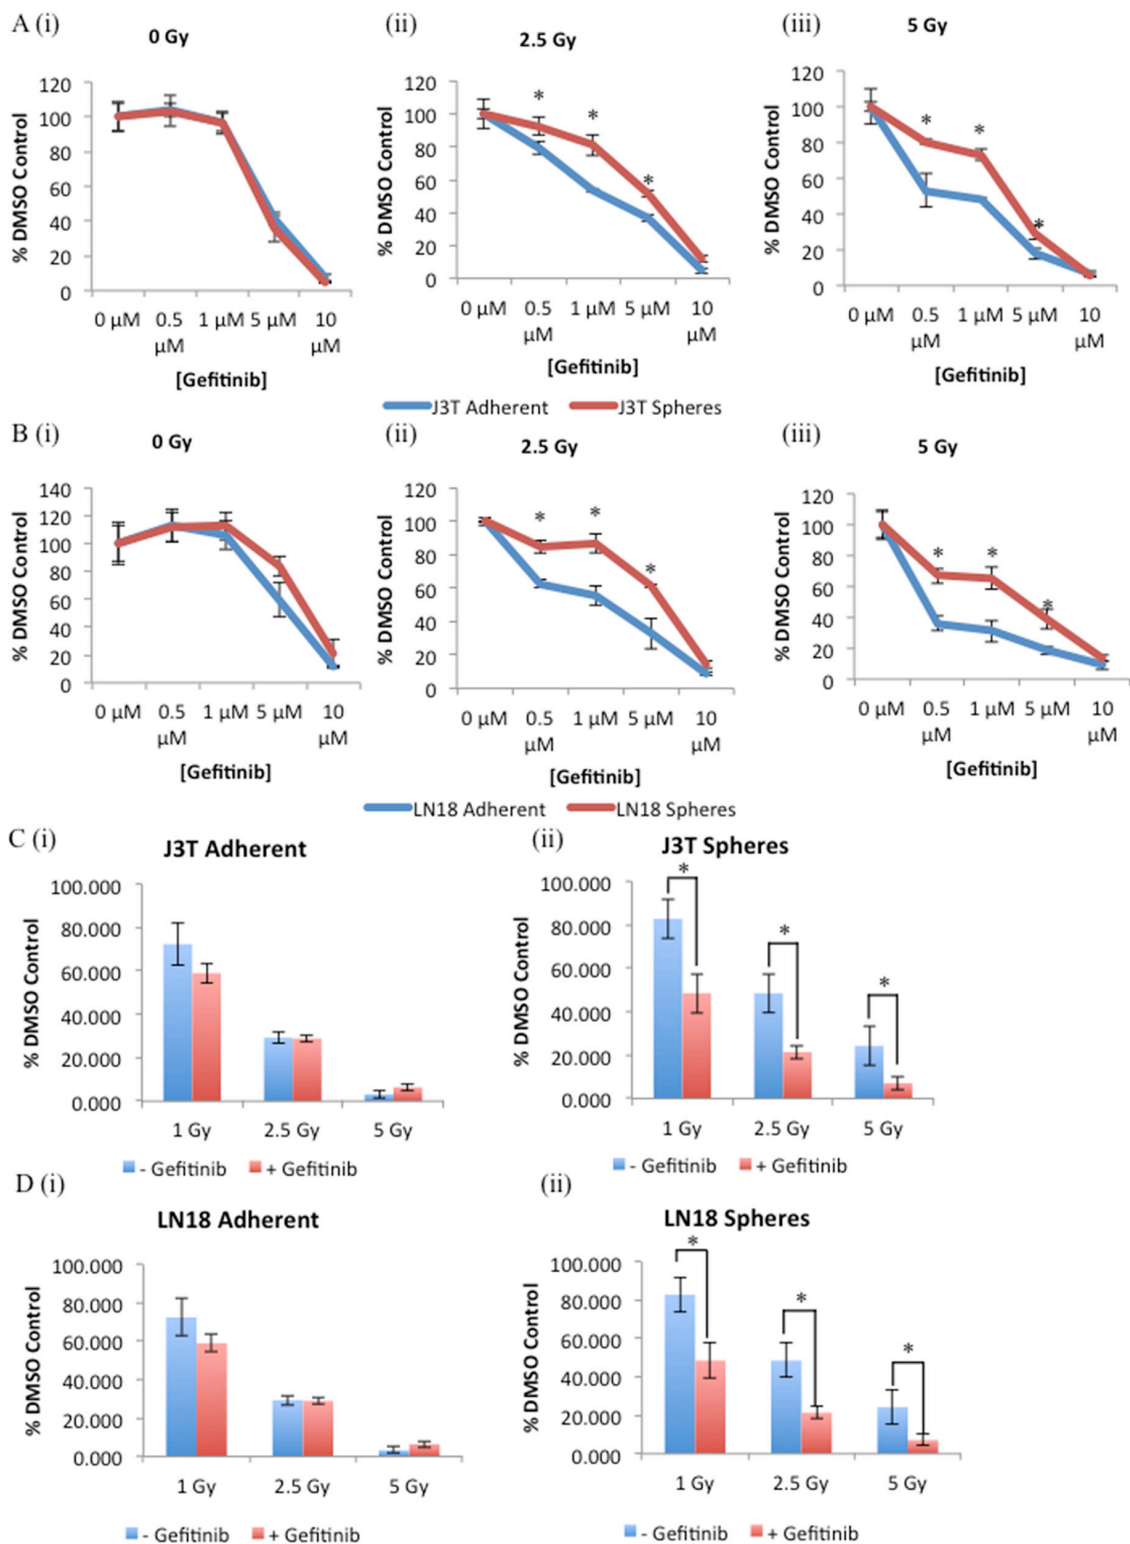 A (i)
0 Gy
% DMSO Control
120
100
80
60
40
20
0
0 µM 0.5 µM 1 µM 5 µM 10 µM
[Gefitinib]
(ii)
2.5 Gy
% DMSO Control
120
100
80
60
40
20
0
* * *
0 µM 0.5 µM 1 µM 5 µM 10 µM
[Gefitinib]
(iii)
5 Gy
% DMSO Control
120
100
80
60
40
20
0
* * *
0 µM 0.5 µM 1 µM 5 µM 10 µM
[Gefitinib]
J3T Adherent J3T Spheres
B (i)
0 Gy
% DMSO Control
140
120
100
80
60
40
20
0
0 µM 0.5 µM 1 µM 5 µM 10 µM
[Gefitinib]
(ii)
2.5 Gy
% DMSO Control
120
100
80
60
40
20
0
* * *
0 µM 0.5 µM 1 µM 5 µM 10 µM
[Gefitinib]
(iii)
5 Gy
% DMSO Control
120
100
80
60
40
20
0
* * *
0 µM 0.5 µM 1 µM 5 µM 10 µM
[Gefitinib]
LN18 Adherent LN18 Spheres
C (i)
J3T Adherent
% DMSO Control
100.000
80.000
60.000
40.000
20.000
0.000
1 Gy 2.5 Gy 5 Gy
- Gefitinib + Gefitinib
(ii)
J3T Spheres
% DMSO Control
100.000
80.000
60.000
40.000
20.000
0.000
* * *
1 Gy 2.5 Gy 5 Gy
- Gefitinib + Gefitinib
D (i)
LN18 Adherent
% DMSO Control
100.000
80.000
60.000
40.000
20.000
0.000
1 Gy 2.5 Gy 5 Gy
- Gefitinib + Gefitinib
(ii)
LN18 Spheres
% DMSO Control
100.000
80.000
60.000
40.000
20.000
0.000
* * *
1 Gy 2.5 Gy 5 Gy
- Gefitinib + Gefitinib